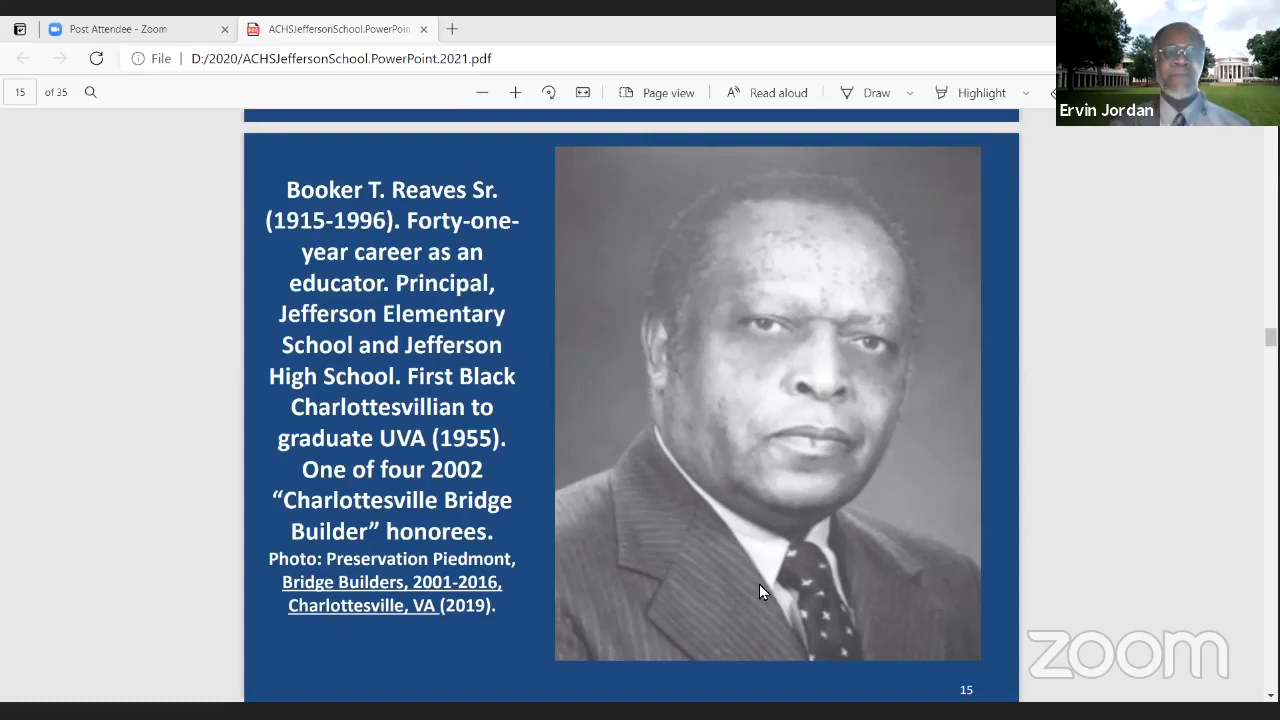 Post Attendee - Zoom
ACHSJeffersonSchool.PowerPoin
File | D:/2020/ACHSJeffersonSchool.PowerPoint.2021.pdf
15 of 35
Page view
Read aloud
Draw
Highlight
Ervin Jordan
Booker T. Reaves Sr.
(1915-1996). Forty-one-
year career as an
educator. Principal,
Jefferson Elementary
School and Jefferson
High School. First Black
Charlottesvillian to
graduate UVA (1955).
One of four 2002
“Charlottesville Bridge
Builder” honorees.
Photo: Preservation Piedmont,
Bridge Builders, 2001-2016,
Charlottesville, VA (2019).
15
zoom